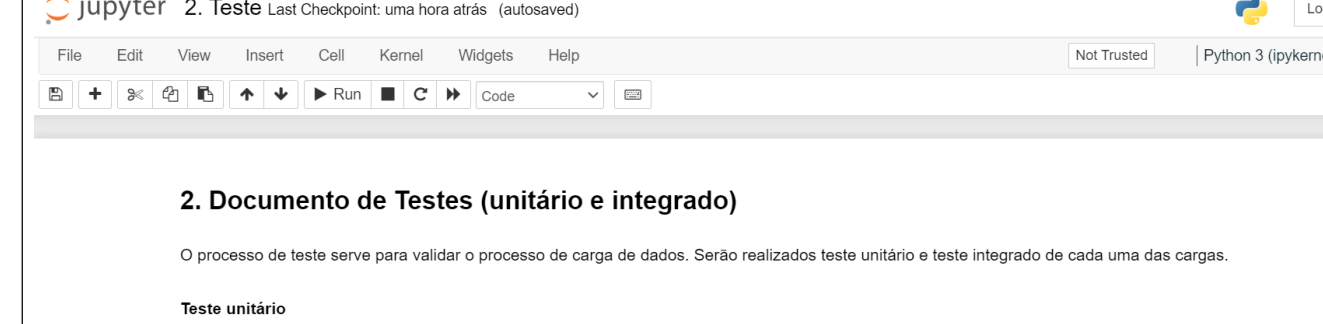 jupyter 2. Teste Last Checkpoint: uma hora atrás (autosaved)
File Edit View Insert Cell Kernel Widgets Help Not Trusted Python 3 (ipykerne
Run Code
2. Documento de Testes (unitário e integrado)
O processo de teste serve para validar o processo de carga de dados. Serão realizados teste unitário e teste integrado de cada uma das cargas.
Teste unitário